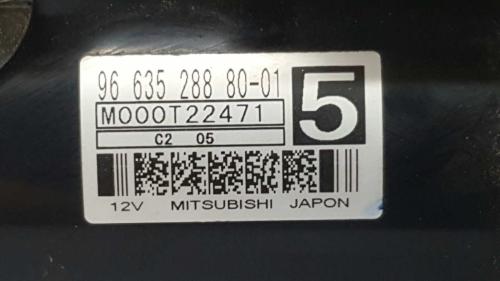 96 635 288 80-01 5
M000T22471
C2 05
12V MITSUBISHI JAPON